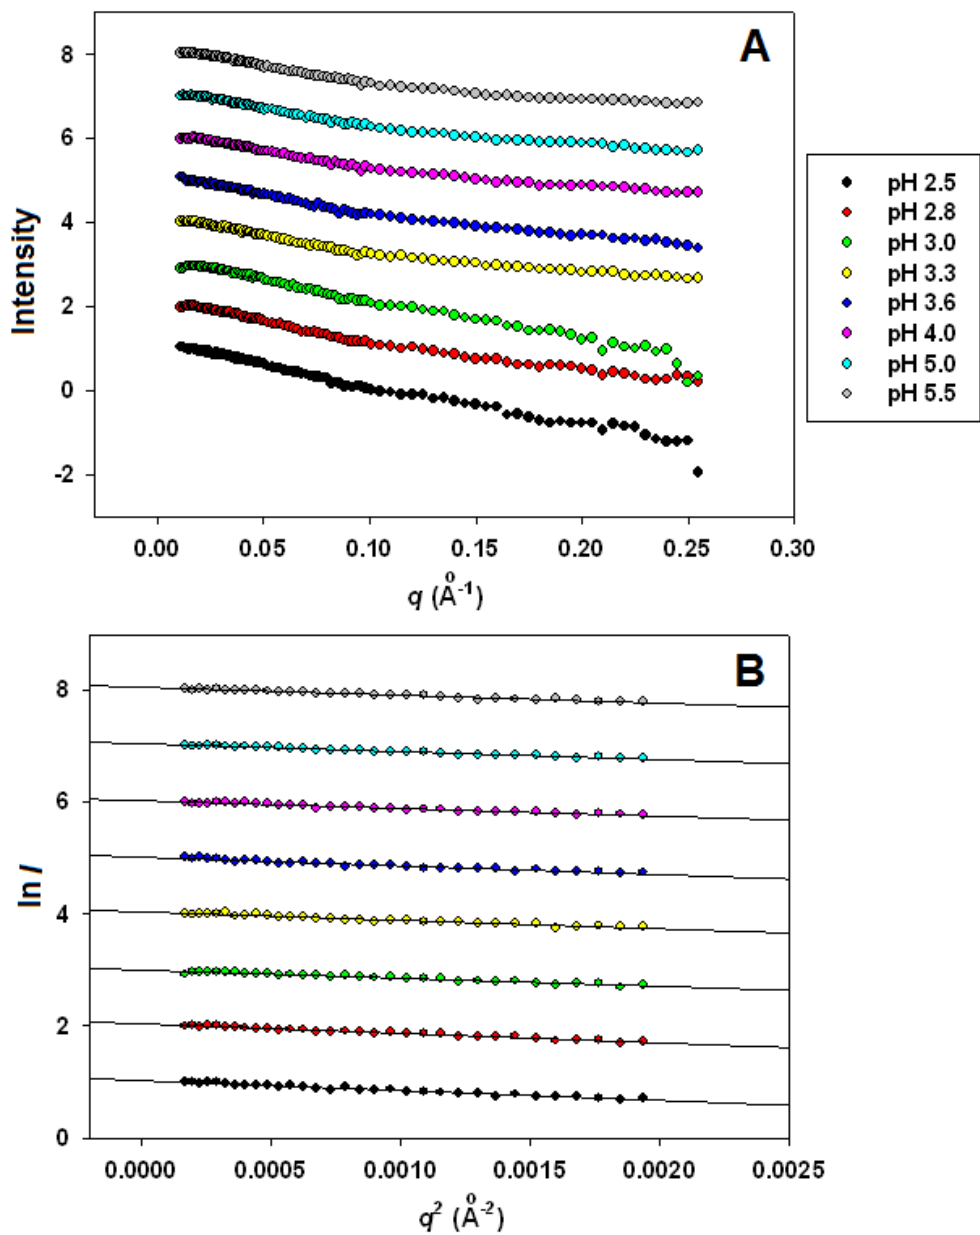 A
8
6
4
2
0
-2
Intensity
0.00 0.05 0.10 0.15 0.20 0.25 0.30
q (Å-1)
pH 2.5
pH 2.8
pH 3.0
pH 3.3
pH 3.6
pH 4.0
pH 5.0
pH 5.5
B
8
6
4
2
0
ln I
0.0000 0.0005 0.0010 0.0015 0.0020 0.0025
q2 (Å-2)